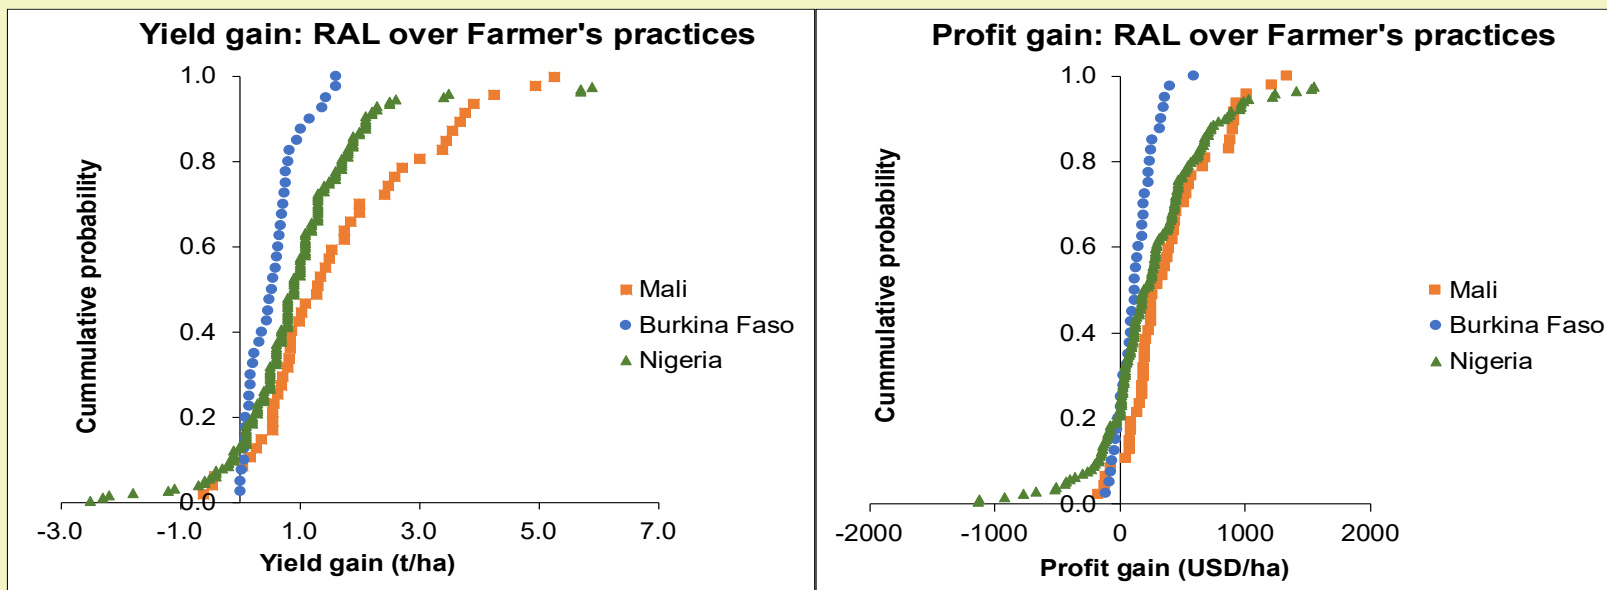 Yield gain: RAL over Farmer's practices
1.0
0.8
0.6
0.4
0.2
0.0
Cummulative probability
Mali
Burkina Faso
Nigeria
-3.0 -1.0 1.0 3.0 5.0 7.0
Yield gain (t/ha)
Profit gain: RAL over Farmer's practices
1.0
0.8
0.6
0.4
0.2
0.0
Cummulative probability
Mali
Burkina Faso
Nigeria
-2000 -1000 0 1000 2000
Profit gain (USD/ha)